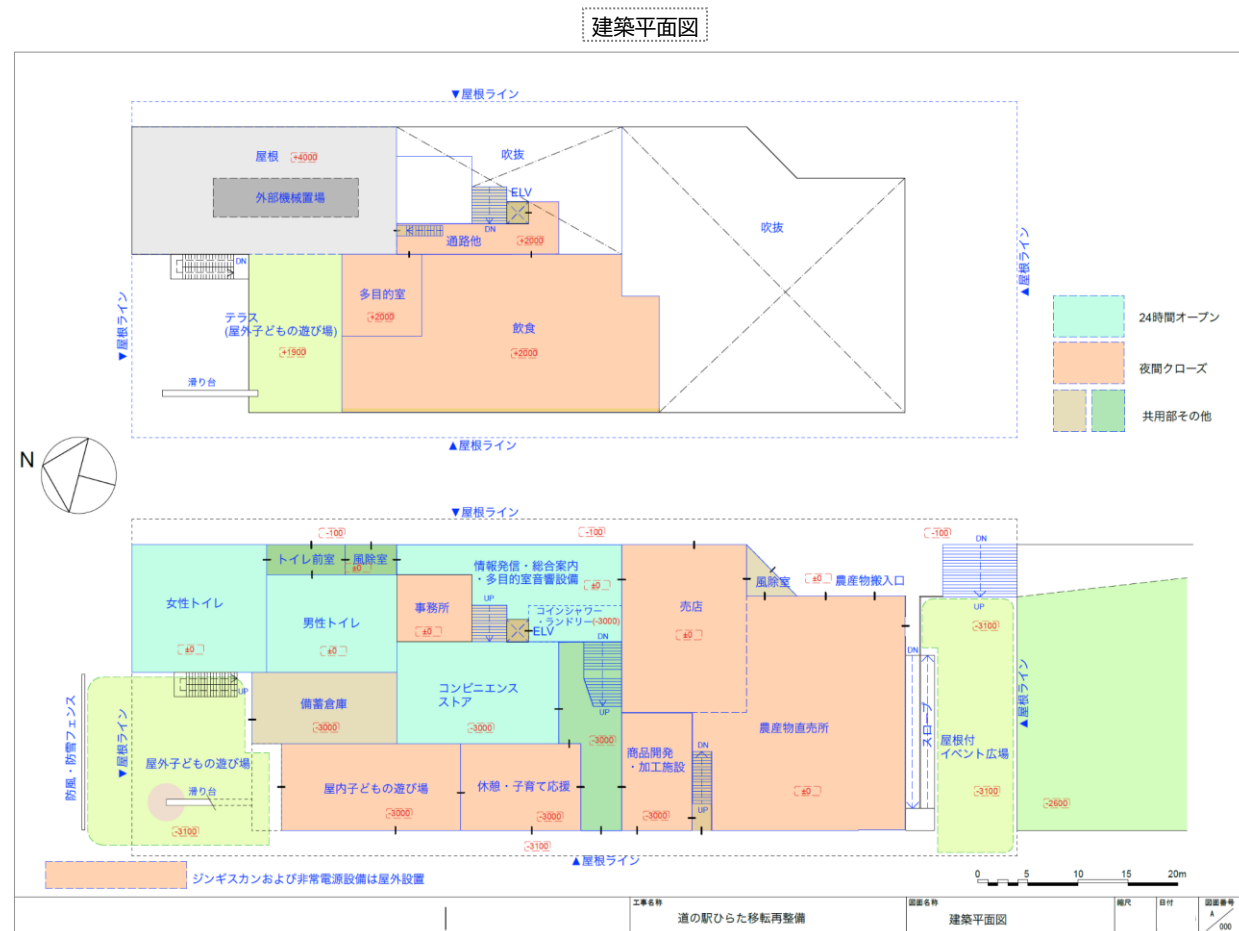 建築平面図
▼屋根ライン
屋根 +4000
外部機械置場
吹抜
ELV
DN
通路他
+2000
吹抜
▲屋根ライン
DN
▼屋根ライン
多目的室
+2000
テラス
(屋外子どもの遊び場)
+1900
飲食
+2000
滑り台
▲屋根ライン
24時間オープン
夜間クローズ
共用部その他
N
▼屋根ライン
-100
-100
-100
DN
トイレ前室
風除室
±0
情報発信・総合案内
・多目的室音響設備
±0
風除室
±0
農産物搬入口
女性トイレ
±0
男性トイレ
±0
事務所
±0
UP
コインシャワー
・ランドリー(-3000)
ELV
DN
売店
±0
UP
-3100
UP
備蓄倉庫
-3000
コンビニエンス
ストア
-3000
UP
-3000
DN
スロープ
▲屋根ライン
防風・防雪フェンス
▼屋根ライン
屋外子どもの遊び場
滑り台
-3100
屋内子どもの遊び場
-3000
休憩・子育て応援
-3000
商品開発
・加工施設
-3000
DN
UP
農産物直売所
±0
屋根付
イベント広場
-3100
-2600
-3100
▲屋根ライン
ジンギスカンおよび非常電源設備は屋外設置
0 5 10 15 20m
工事名称
道の駅ひらた移転再整備
図面名称
建築平面図
縮尺
日付
図面番号
A
000